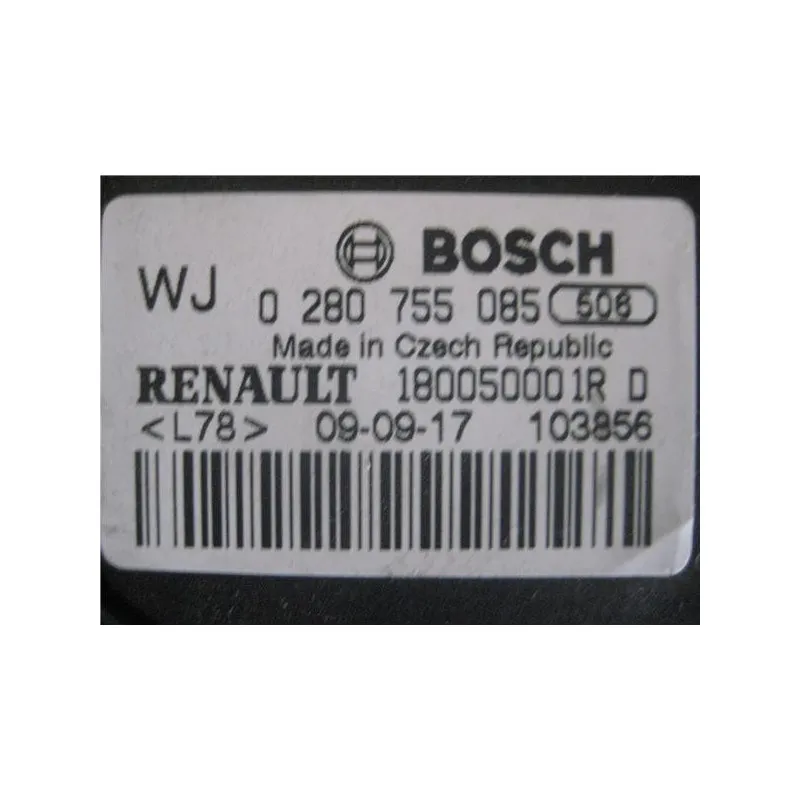 BOSCH
WJ 0 280 755 085 506
Made in Czech Republic
RENAULT 180050001R D
<L78> 09-09-17 103856